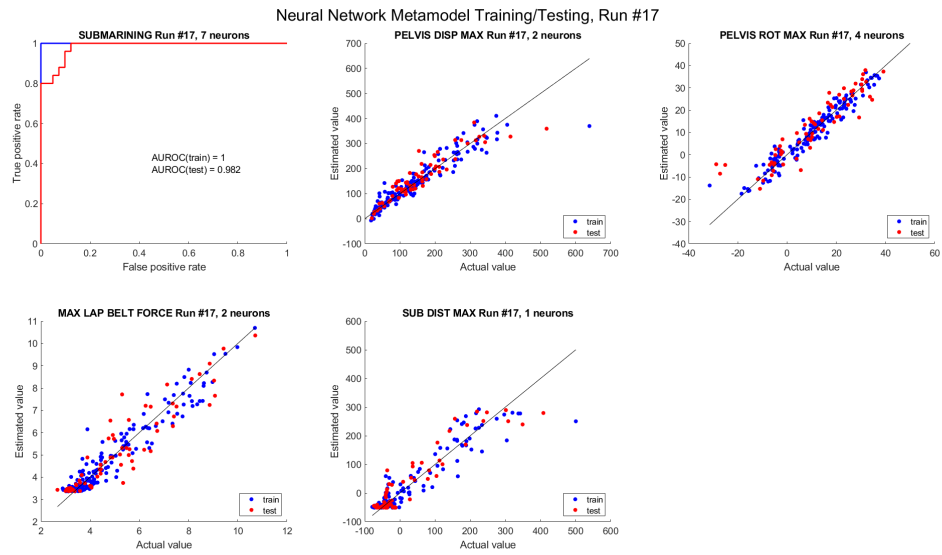 Neural Network Metamodel Training/Testing, Run #17
SUBMARINING Run #17, 7 neurons
1
0.8
0.6
0.4
0.2
0
True positive rate
AUROC(train) = 1
AUROC(test) = 0.982
0 0.2 0.4 0.6 0.8 1
False positive rate
PELVIS DISP MAX Run #17, 2 neurons
700
600
500
400
300
200
100
0
-100
Estimated value
train
test
-100 0 100 200 300 400 500 600 700
Actual value
PELVIS ROT MAX Run #17, 4 neurons
50
40
30
20
10
0
-10
-20
-30
-40
Estimated value
train
test
-40 -20 0 20 40 60
Actual value
MAX LAP BELT FORCE Run #17, 2 neurons
11
10
9
8
7
6
5
4
3
2
Estimated value
train
test
2 4 6 8 10 12
Actual value
SUB DIST MAX Run #17, 1 neurons
600
500
400
300
200
100
0
-100
Estimated value
train
test
-100 0 100 200 300 400 500 600
Actual value